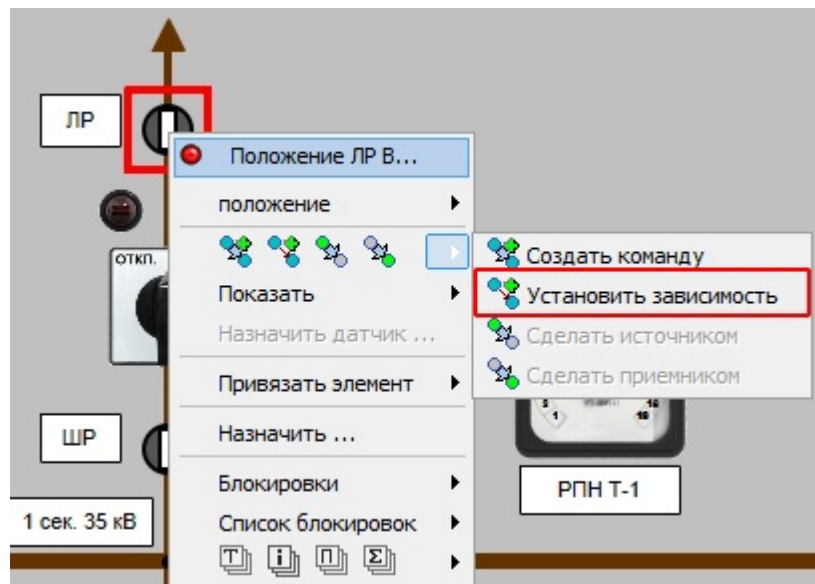 ЛР
Положение ЛР В...
положение
Создать команду
ОТКЛ.
Показать
Установить зависимость
Назначить датчик ...
Сделать источником
Привязать элемент
Сделать приемником
ШР
Назначить ...
РПН Т-1
Блокировки
1 сек. 35 кВ
Список блокировок
Т i П Σ